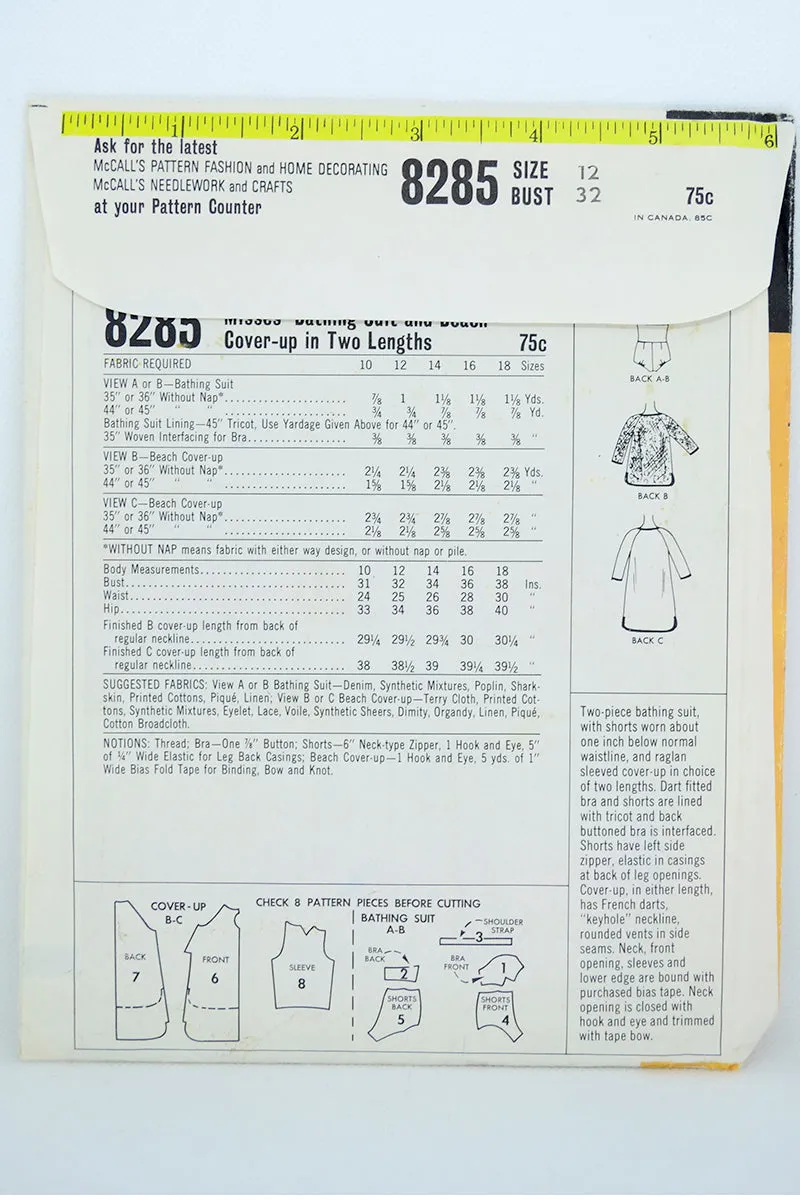 1 2 3 4 5 6
Ask for the latest
McCALL'S PATTERN FASHION and HOME DECORATING
McCALL'S NEEDLEWORK and CRAFTS
at your Pattern Counter
8285 SIZE 12
BUST 32
75c
IN CANADA, 85C
8285 Misses' Bathing Suit and Beach
Cover-up in Two Lengths 75c
FABRIC REQUIRED 10 12 14 16 18 Sizes
VIEW A or B—Bathing Suit
35" or 36" Without Nap* 7/8 1 1⅛ 1⅛ 1⅛ Yds.
44" or 45" " " ¾ ¾ ⅞ ⅞ ⅞ Yd.
Bathing Suit Lining—45" Tricot, Use Yardage Given Above for 44" or 45".
35" Woven Interfacing for Bra ⅜ ⅜ ⅜ ⅜ ⅜ "
VIEW B—Beach Cover-up
35" or 36" Without Nap* 2¼ 2¼ 2⅜ 2⅜ 2⅜ Yds.
44" or 45" " " 1⅝ 1⅝ 2⅛ 2⅛ 2⅛ "
VIEW C—Beach Cover-up
35" or 36" Without Nap* 2¾ 2¾ 2⅞ 2⅞ 2⅞ "
44" or 45" " " 2⅛ 2⅛ 2⅝ 2⅝ 2⅝ "
*WITHOUT NAP means fabric with either way design, or without nap or pile.
Body Measurements 10 12 14 16 18
Bust 31 32 34 36 38 Ins.
Waist 24 25 26 28 30 "
Hip 33 34 36 38 40 "
Finished B cover-up length from back of
regular neckline 29¼ 29½ 29¾ 30 30¼ "
Finished C cover-up length from back of
regular neckline 38 38½ 39 39¼ 39½ "
SUGGESTED FABRICS: View A or B Bathing Suit—Denim, Synthetic Mixtures, Poplin, Shark-
skin, Printed Cottons, Piqué, Linen; View B or C Beach Cover-up—Terry Cloth, Printed Cot-
tons, Synthetic Mixtures, Eyelet, Lace, Voile, Synthetic Sheers, Dimity, Organdy, Linen, Piqué,
Cotton Broadcloth.
NOTIONS: Thread; Bra—One ⅞" Button; Shorts—6" Neck-type Zipper, 1 Hook and Eye, 5"
of ¼" Wide Elastic for Leg Back Casings; Beach Cover-up—1 Hook and Eye, 5 yds. of 1"
Wide Bias Fold Tape for Binding, Bow and Knot.
BACK A-B
BACK B
BACK C
Two-piece bathing suit,
with shorts worn about
one inch below normal
waistline, and raglan
sleeved cover-up in choice
of two lengths. Dart fitted
bra and shorts are lined
with tricot and back
buttoned bra is interfaced.
Shorts have left side
zipper, elastic in casings
at back of leg openings.
Cover-up, in either length,
has French darts,
"keyhole" neckline,
rounded vents in side
seams. Neck, front
opening, sleeves and
lower edge are bound with
purchased bias tape. Neck
opening is closed with
hook and eye and trimmed
with tape bow.
CHECK 8 PATTERN PIECES BEFORE CUTTING
COVER-UP
B-C
BACK
7
FRONT
6
SLEEVE
8
BATHING SUIT
A-B
SHOULDER
STRAP
3
BRA
BACK
2
BRA
FRONT
1
SHORTS
BACK
5
SHORTS
FRONT
4